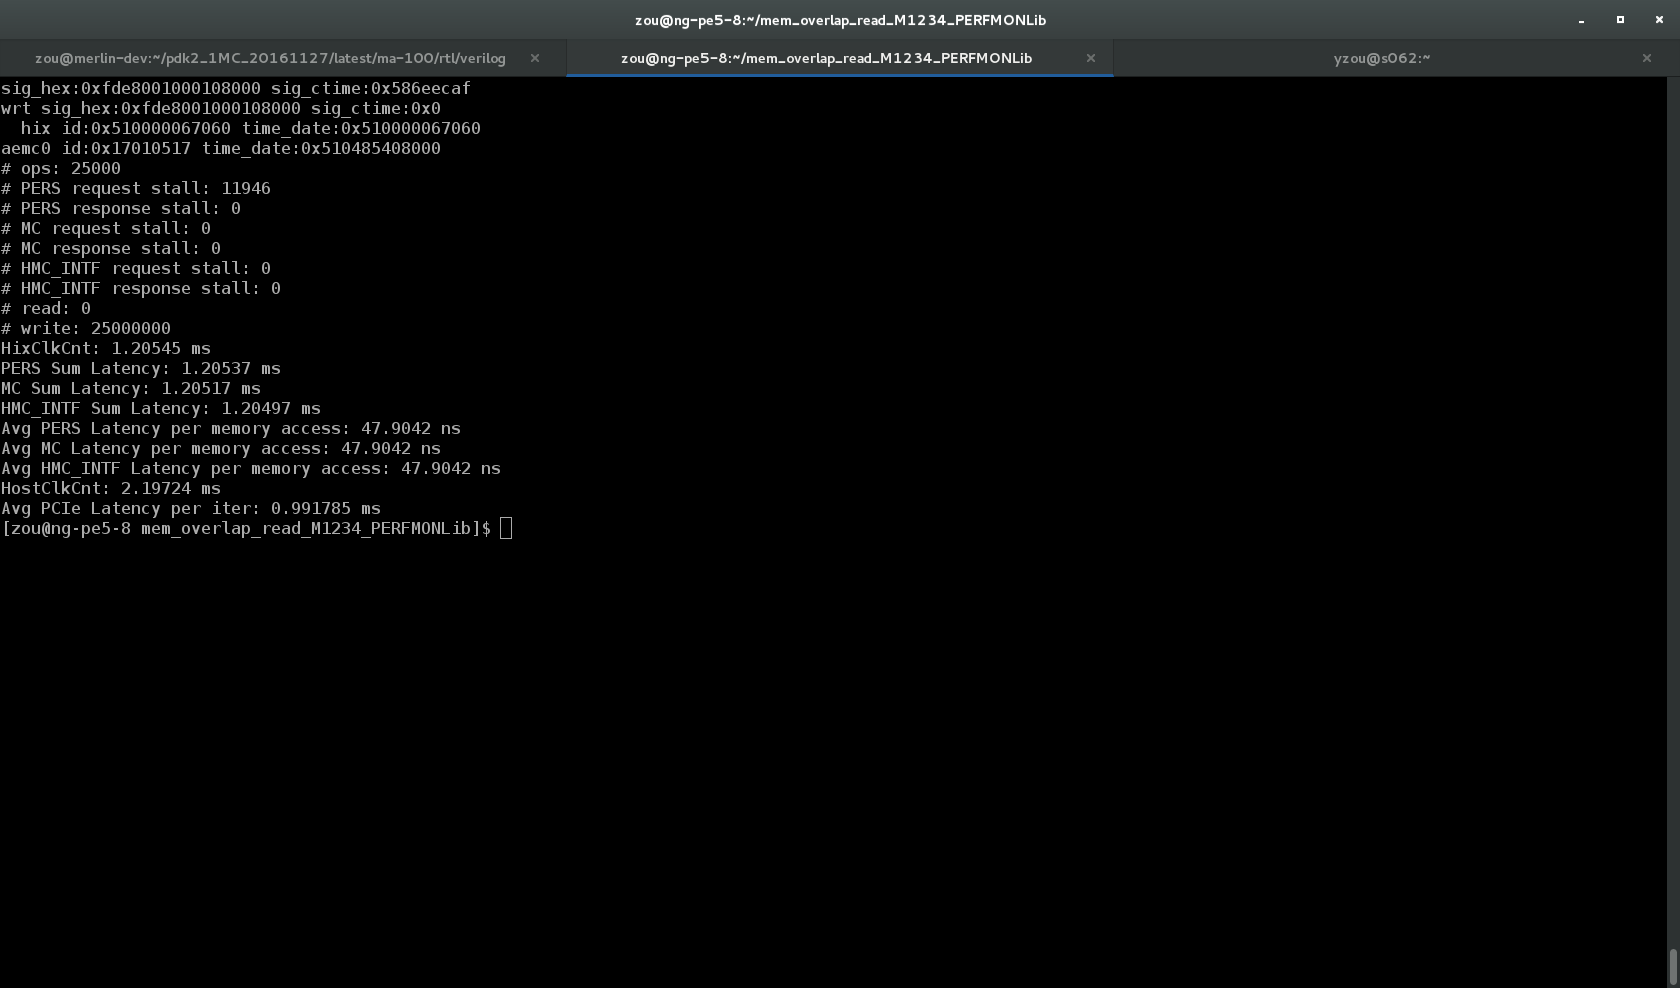 zou@ng-pe5-8:~/mem_overlap_read_M1234_PERFMONLib
zou@merlin-dev:~/pdk2_1MC_20161127/latest/ma-100/rtl/verilog
zou@ng-pe5-8:~/mem_overlap_read_M1234_PERFMONLib
yzou@s062:~
sig_hex:0xfde8001000108000 sig_ctime:0x586eecaf
wrt sig_hex:0xfde8001000108000 sig_ctime:0x0
  hix id:0x510000067060 time_date:0x510000067060
aemc0 id:0x17010517 time_date:0x510485408000
# ops: 25000
# PERS request stall: 11946
# PERS response stall: 0
# MC request stall: 0
# MC response stall: 0
# HMC_INTF request stall: 0
# HMC_INTF response stall: 0
# read: 0
# write: 25000000
HixClkCnt: 1.20545 ms
PERS Sum Latency: 1.20537 ms
MC Sum Latency: 1.20517 ms
HMC_INTF Sum Latency: 1.20497 ms
Avg PERS Latency per memory access: 47.9042 ns
Avg MC Latency per memory access: 47.9042 ns
Avg HMC_INTF Latency per memory access: 47.9042 ns
HostClkCnt: 2.19724 ms
Avg PCIe Latency per iter: 0.991785 ms
[zou@ng-pe5-8 mem_overlap_read_M1234_PERFMONLib]$